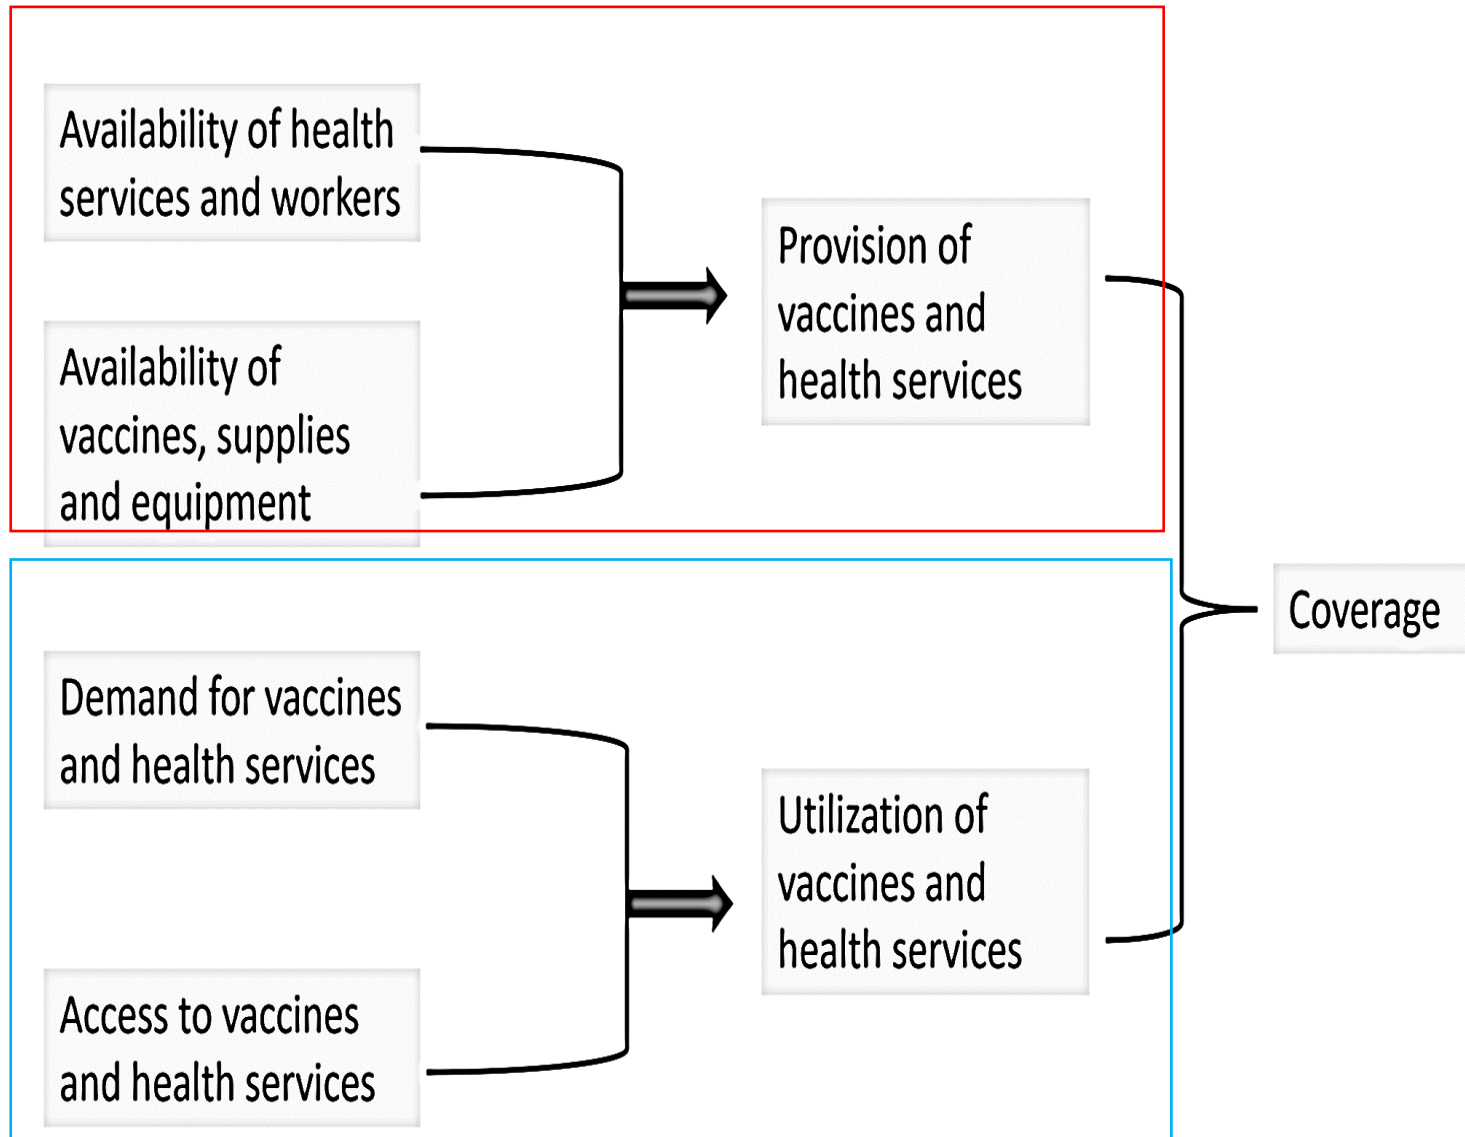 Availability of health
services and workers
Availability of
vaccines, supplies
and equipment
Provision of
vaccines and
health services
Demand for vaccines
and health services
Access to vaccines
and health services
Utilization of
vaccines and
health services
Coverage